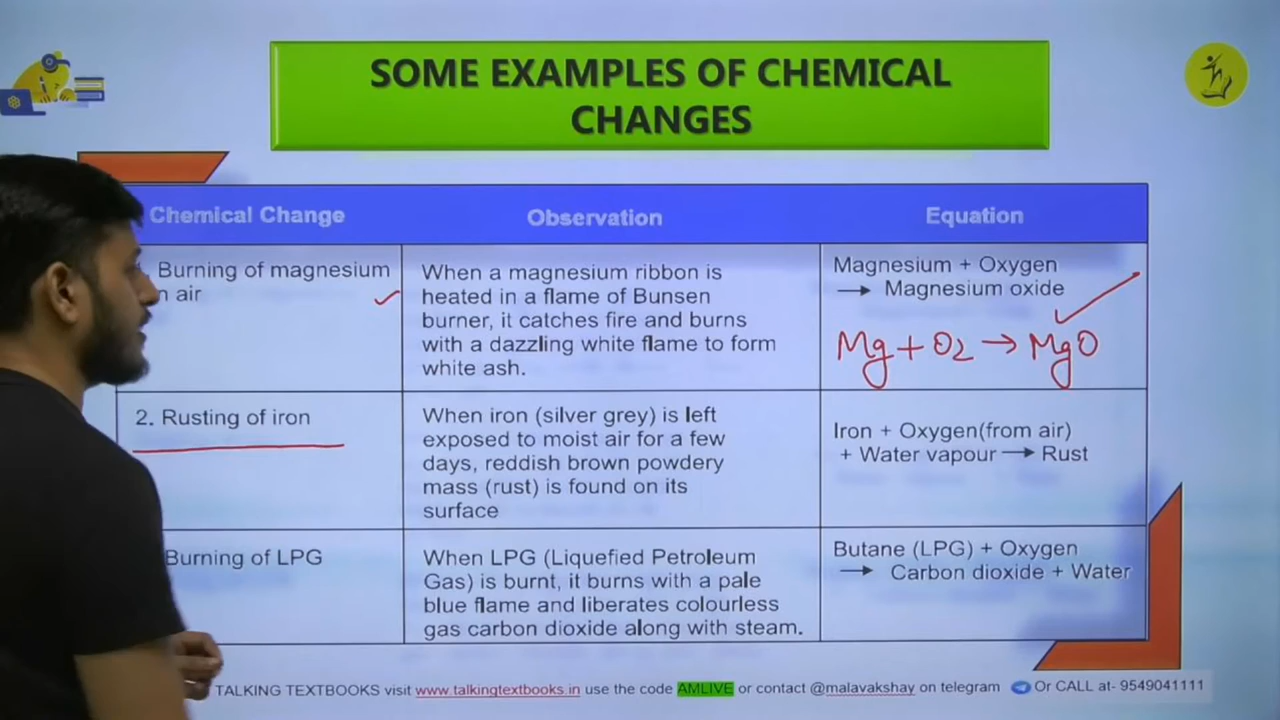 SOME EXAMPLES OF CHEMICAL
CHANGES
Chemical Change
Observation
Equation
Burning of magnesium
air
When a magnesium ribbon is
heated in a flame of Bunsen
burner, it catches fire and burns
with a dazzling white flame to form
white ash.
Magnesium + Oxygen
→ Magnesium oxide
Mg + O₂ → MgO
2. Rusting of iron
When iron (silver grey) is left
exposed to moist air for a few
days, reddish brown powdery
mass (rust) is found on its
surface
Iron + Oxygen(from air)
+ Water vapour → Rust
Burning of LPG
When LPG (Liquefied Petroleum
Gas) is burnt, it burns with a pale
blue flame and liberates colourless
gas carbon dioxide along with steam.
Butane (LPG) + Oxygen
→ Carbon dioxide + Water
TALKING TEXTBOOKS visit www.talkingtextbooks.in use the code AMLIVE or contact @malavakshay on telegram Or CALL at- 9549041111